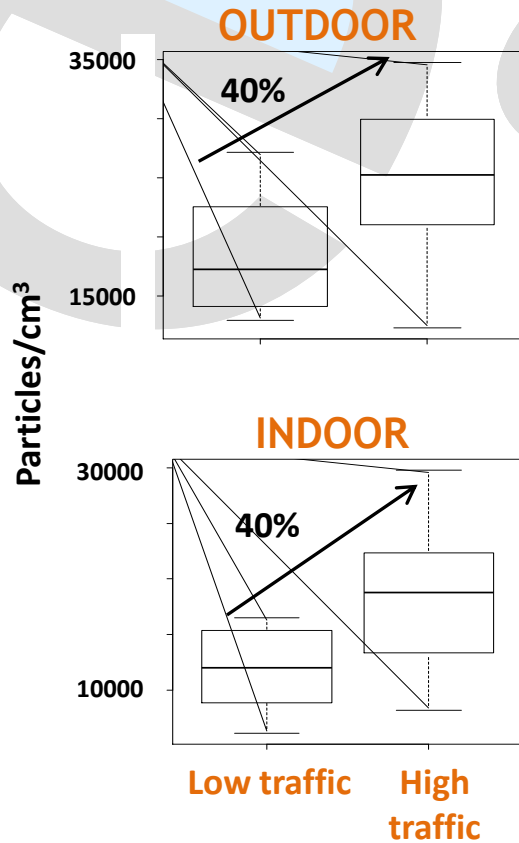 OUTDOOR
35000
40%
15000
Particles/cm³
INDOOR
30000
40%
10000
Low traffic
High
traffic